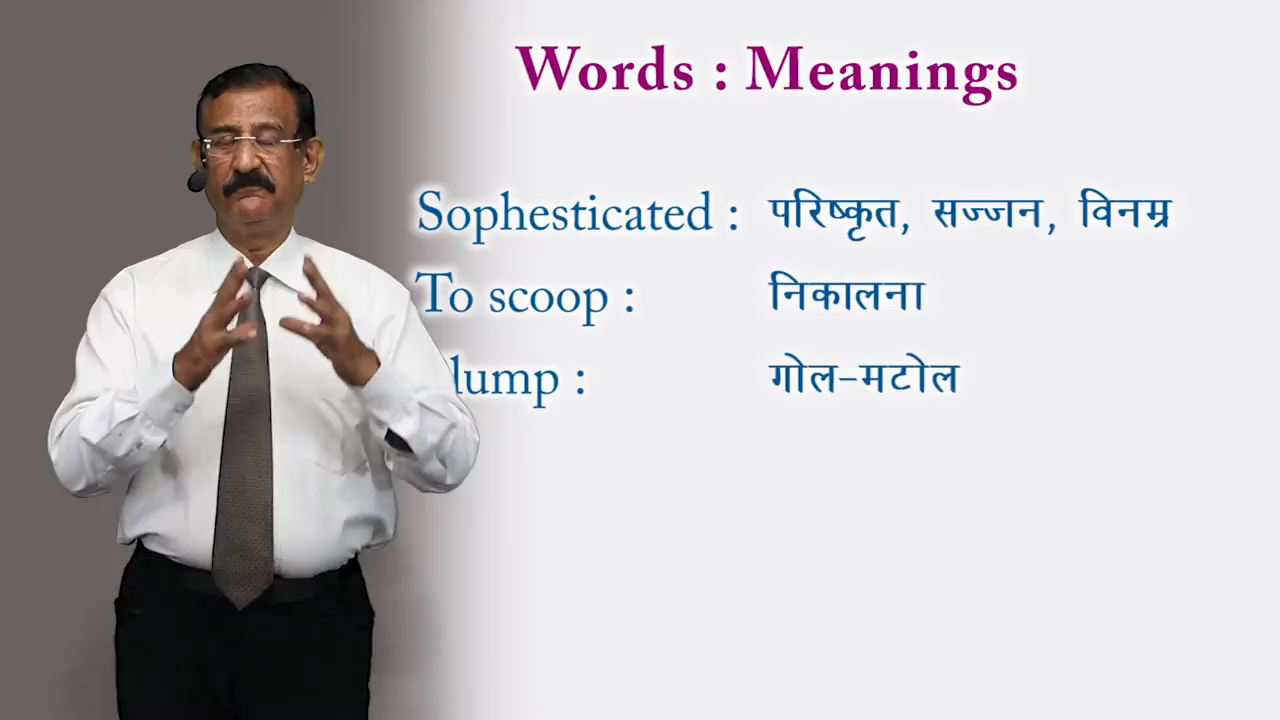 Words : Meanings
Sophesticated : परिष्कृत, सज्जन, विनम्र
To scoop : निकालना
lump : गोल-मटोल